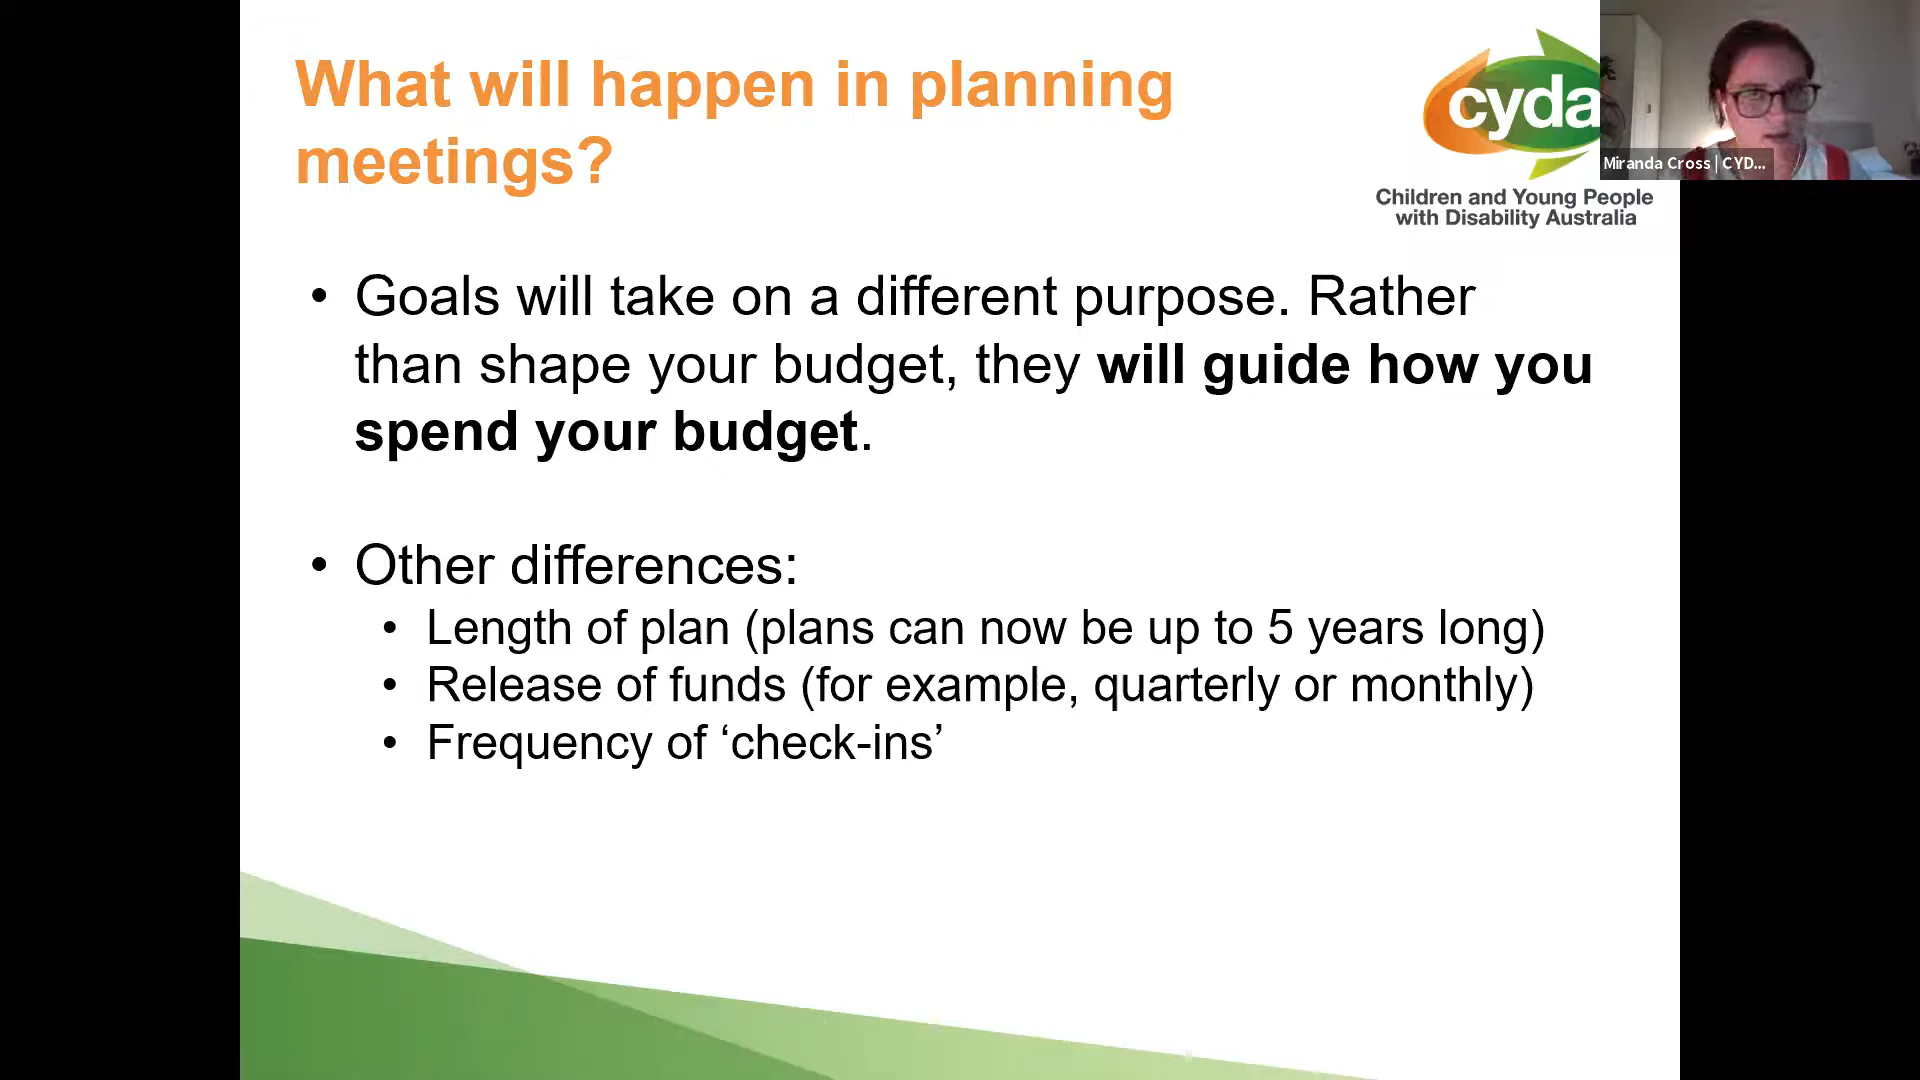 What will happen in planning
meetings?
cyda
Children and Young People
with Disability Australia
Miranda Cross | CYD...
• Goals will take on a different purpose. Rather
than shape your budget, they will guide how you
spend your budget.
• Other differences:
• Length of plan (plans can now be up to 5 years long)
• Release of funds (for example, quarterly or monthly)
• Frequency of ‘check-ins’